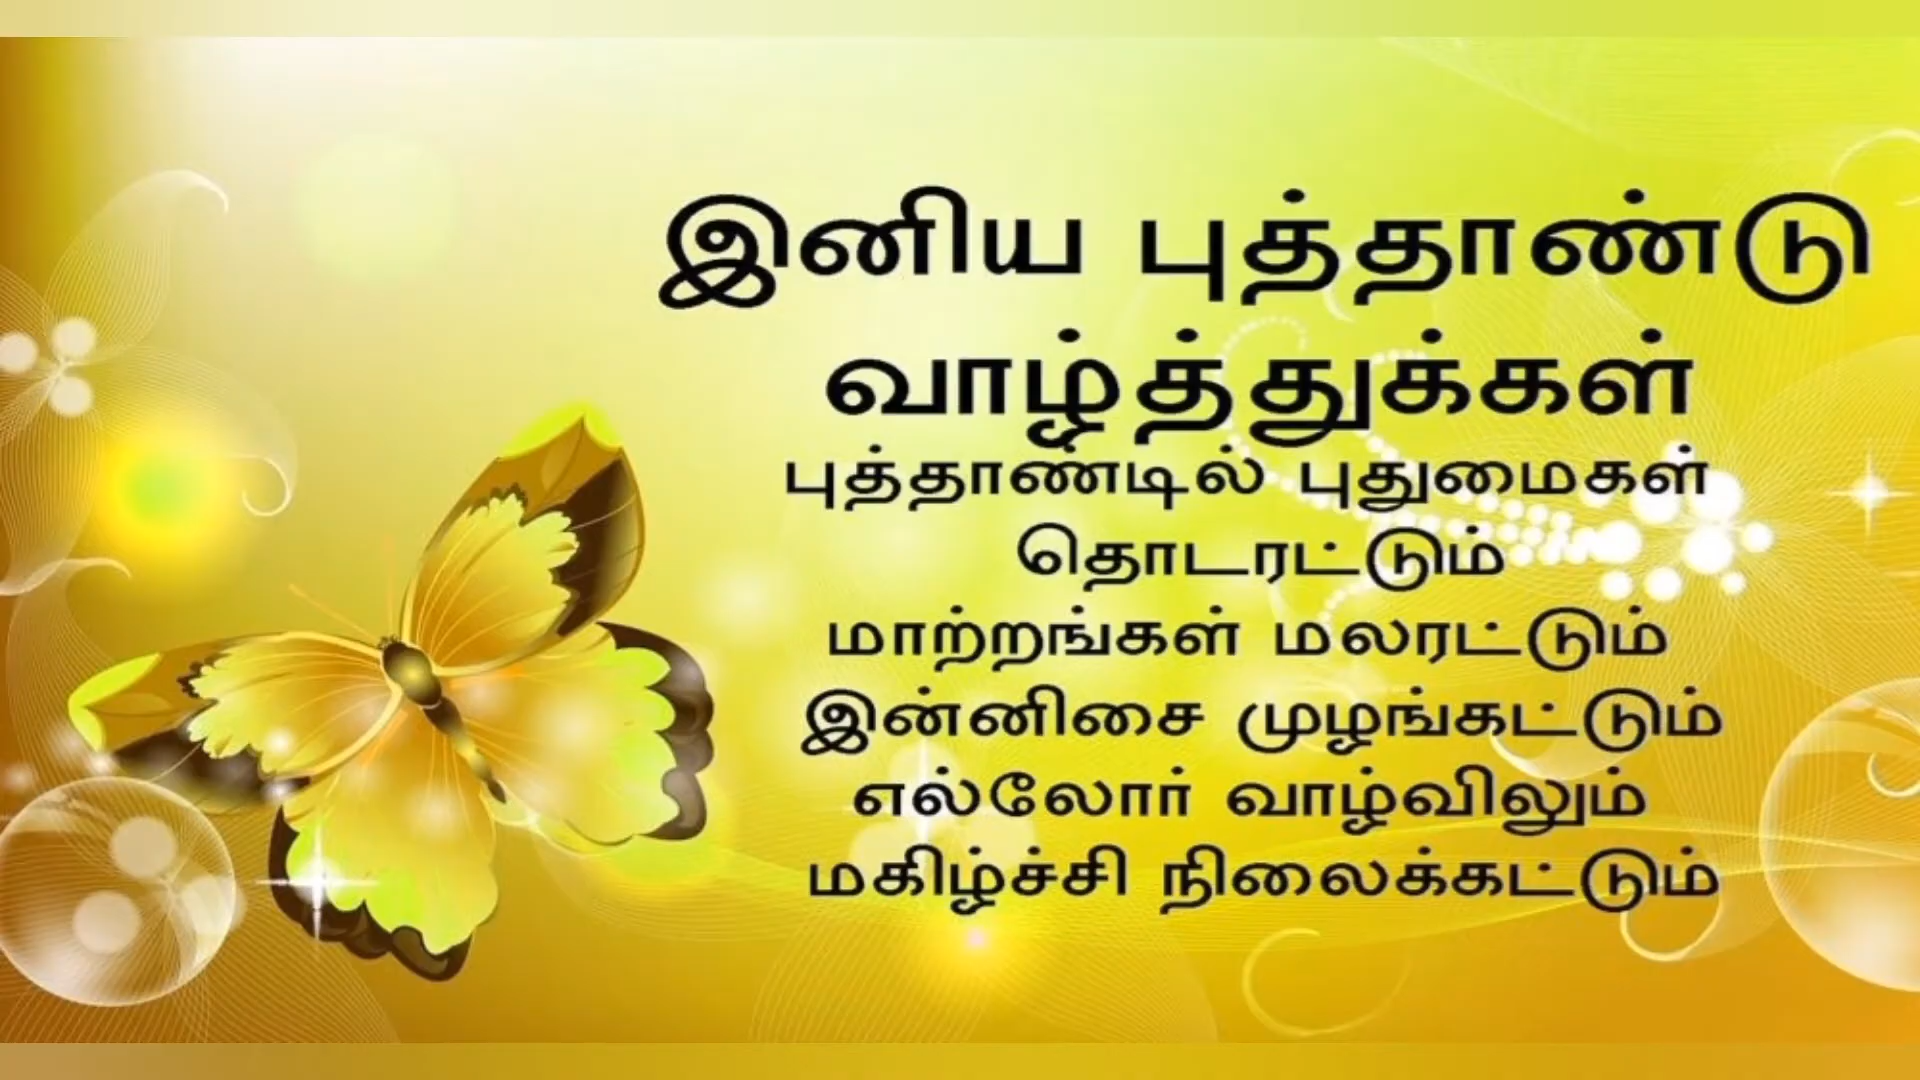 இனிய புத்தாண்டு
வாழ்த்துக்கள்
புத்தாண்டில் புதுமைகள்
தொடரட்டும்
மாற்றங்கள் மலரட்டும்
இன்னிசை முழங்கட்டும்
எல்லோர் வாழ்விலும்
மகிழ்ச்சி நிலைக்கட்டும்